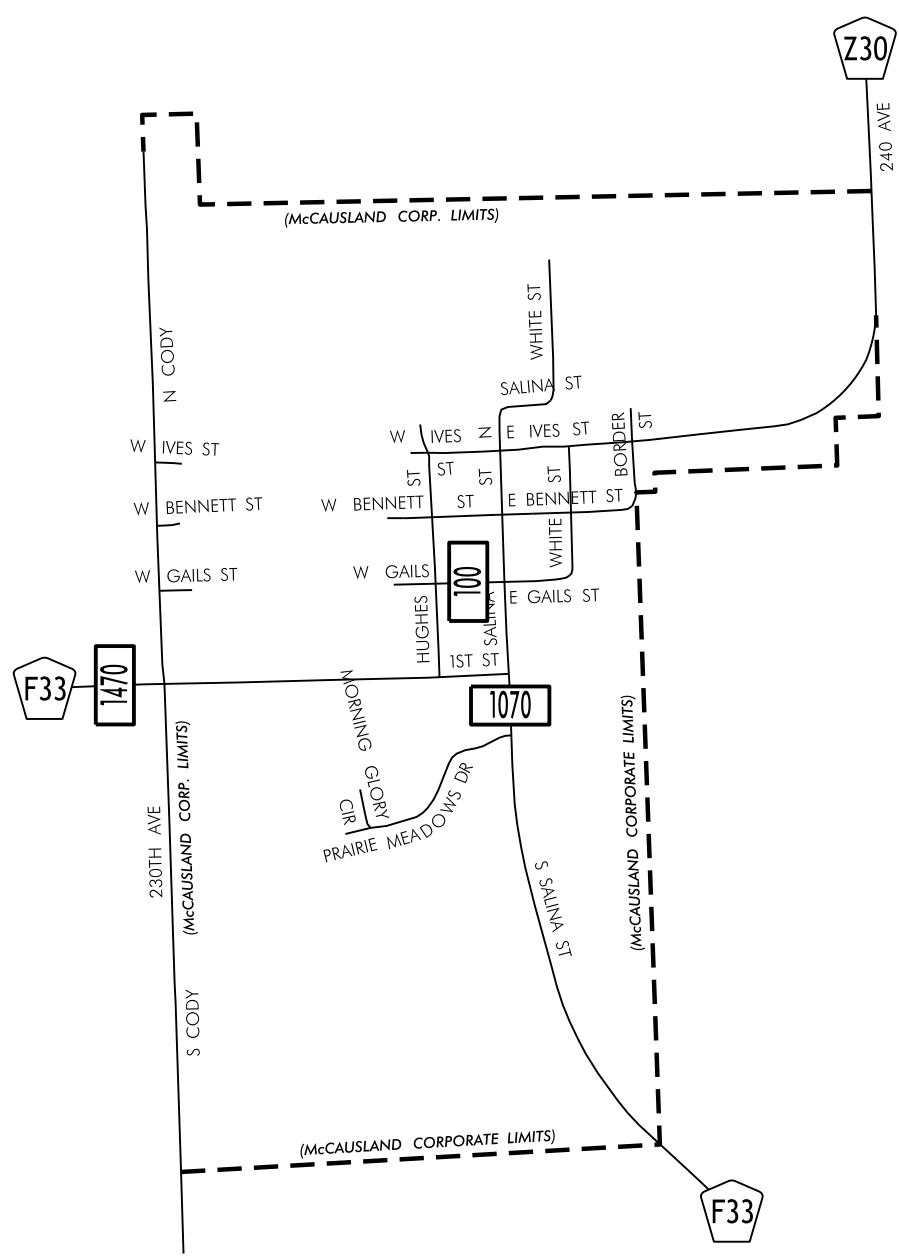 Z30
240 AVE
(McCAUSLAND CORP. LIMITS)
WHITE ST
N CODY
SALINA ST
W IVES ST
W IVES ST
N SALINA ST
E IVES ST
BORDER ST
W BENNETT ST
W BENNETT ST
E BENNETT ST
WHITE ST
W GAILS ST
W GAILS
100
E GAILS ST
HUGHES ST
1ST ST
F33
1470
1070
MORNING GLORY CIR
PRAIRIE MEADOWS DR
(McCAUSLAND CORP. LIMITS)
230TH AVE
(McCAUSLAND CORPORATE LIMITS)
S SALINA ST
S CODY
(McCAUSLAND CORPORATE LIMITS)
F33